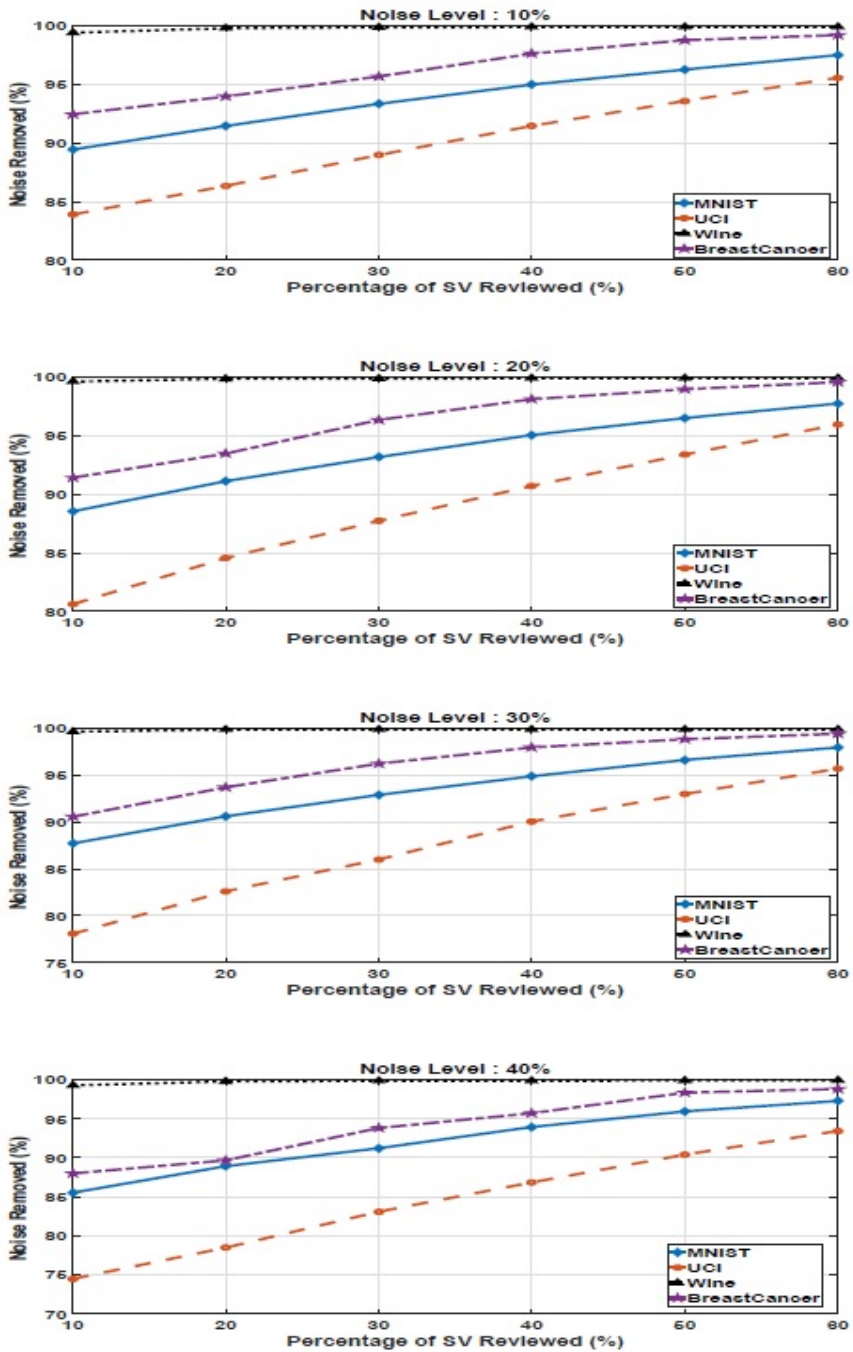 Noise Level : 10%
100
95
90
85
80
Noise Removed (%)
MNIST
UCI
Wine
BreastCancer
10 20 30 40 50 60
Percentage of SV Reviewed (%)
Noise Level : 20%
100
95
90
85
80
Noise Removed (%)
MNIST
UCI
Wine
BreastCancer
10 20 30 40 50 60
Percentage of SV Reviewed (%)
Noise Level : 30%
100
95
90
85
80
75
Noise Removed (%)
MNIST
UCI
Wine
BreastCancer
10 20 30 40 50 60
Percentage of SV Reviewed (%)
Noise Level : 40%
100
95
90
85
80
75
70
Noise Removed (%)
MNIST
UCI
Wine
BreastCancer
10 20 30 40 50 60
Percentage of SV Reviewed (%)